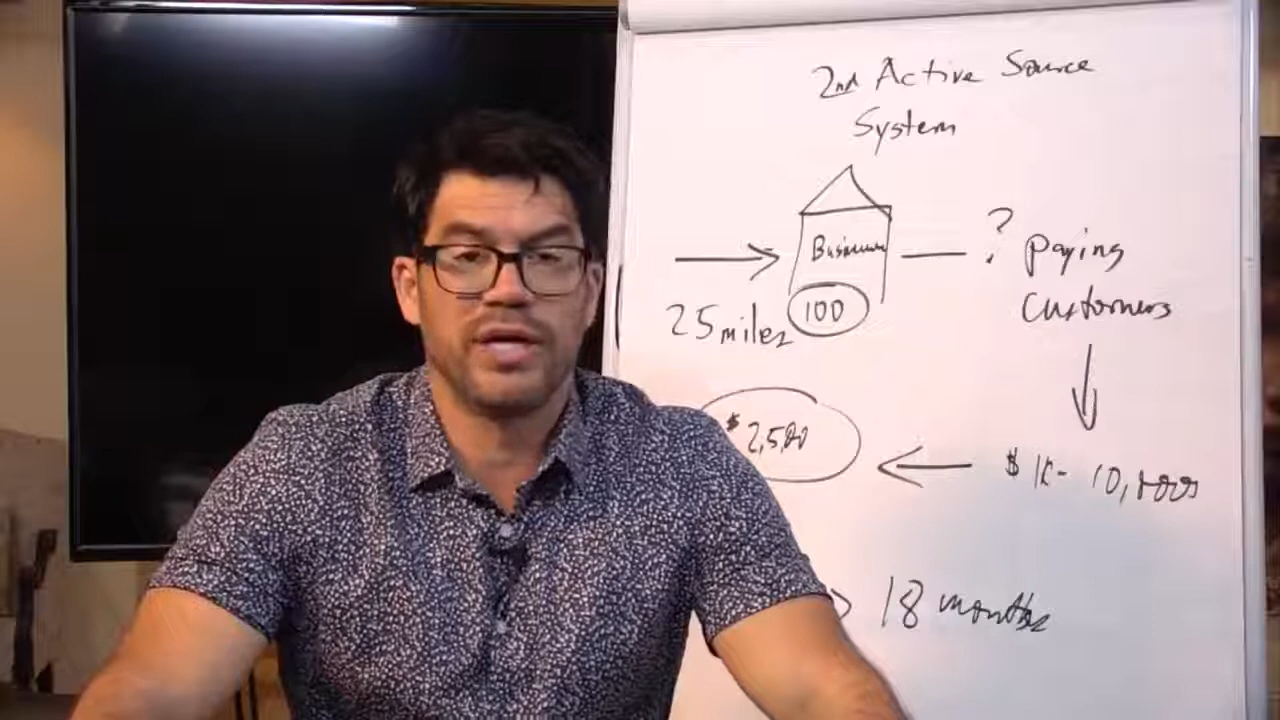 2nd Active Source
System
Business
? Paying
Customers
25 miles
100
$2,500
$1K- 10,000
18 months